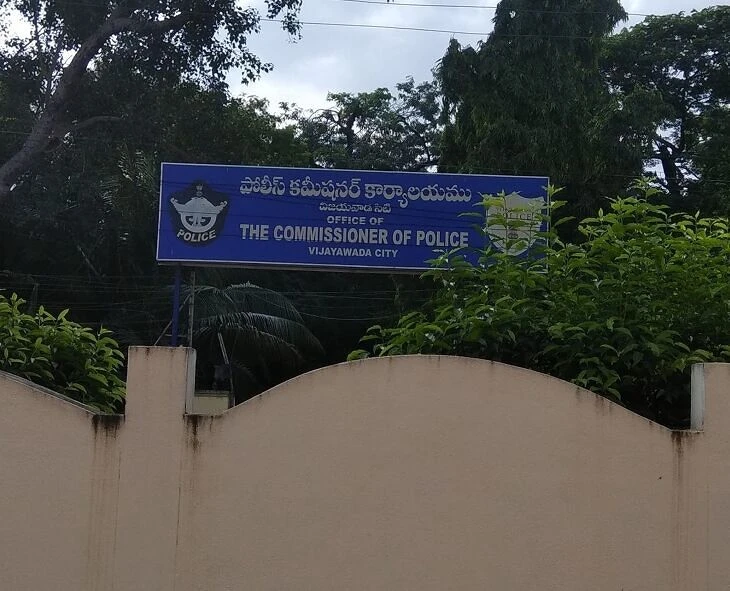 పోలీస్ కమీషనర్ కార్యాలయము
విజయవాడ సిటి
OFFICE OF
THE COMMISSIONER OF POLICE
VIJAYAWADA CITY
POLICE